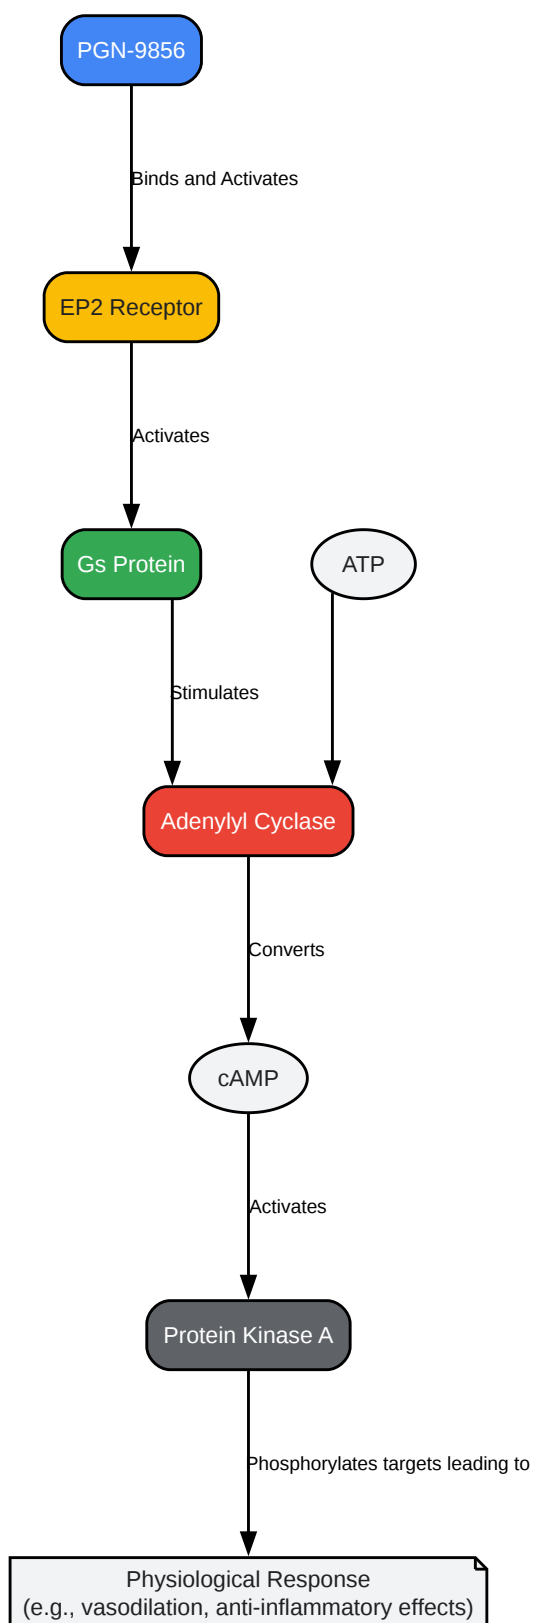 PGN-9856
Binds and Activates
EP2 Receptor
Activates
Gs Protein
ATP
Stimulates
Adenylyl Cyclase
Converts
cAMP
Activates
Protein Kinase A
Phosphorylates targets leading to
Physiological Response
(e.g., vasodilation, anti-inflammatory effects)